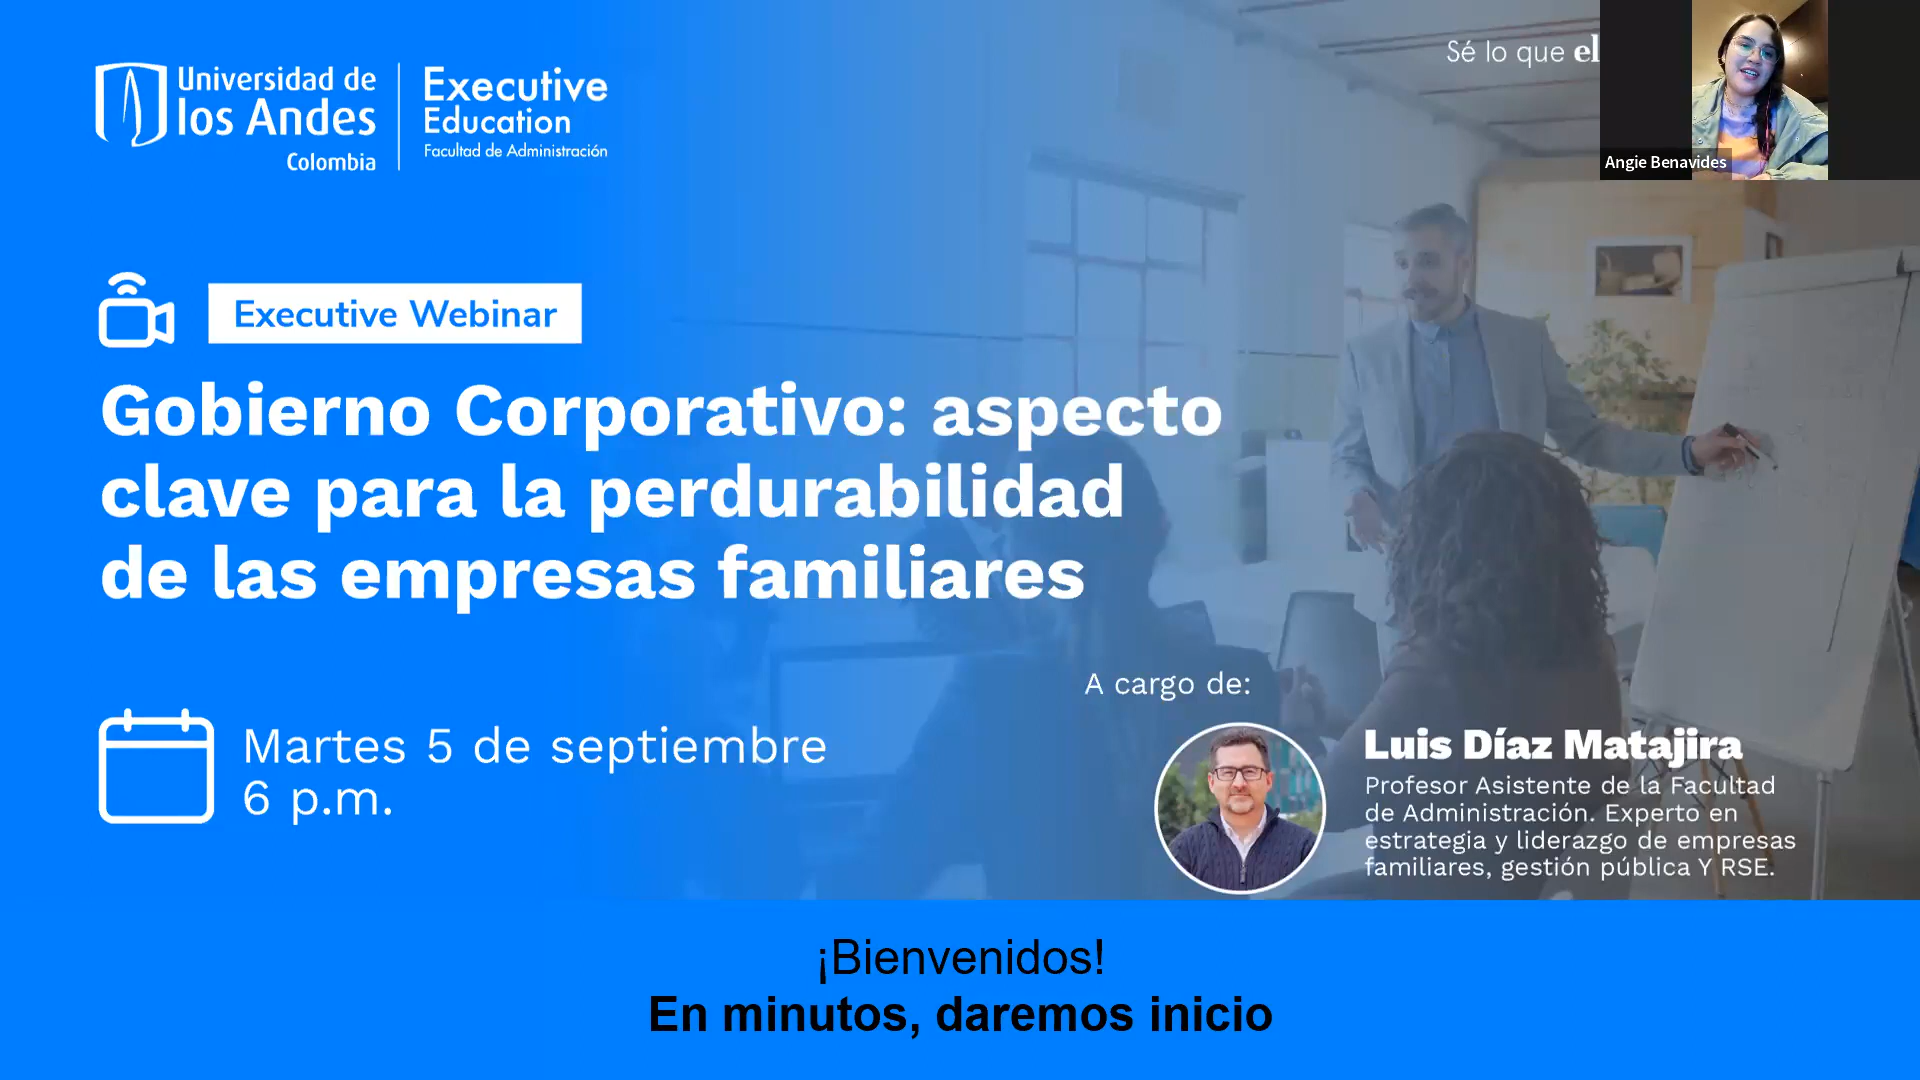 Universidad de
los Andes
Colombia
Executive
Education
Facultad de Administración
Sé lo que el
Angie Benavides
Executive Webinar
Gobierno Corporativo: aspecto
clave para la perdurabilidad
de las empresas familiares
Martes 5 de septiembre
6 p.m.
A cargo de:
Luis Díaz Matajira
Profesor Asistente de la Facultad
de Administración. Experto en
estrategia y liderazgo de empresas
familiares, gestión pública Y RSE.
¡Bienvenidos!
En minutos, daremos inicio